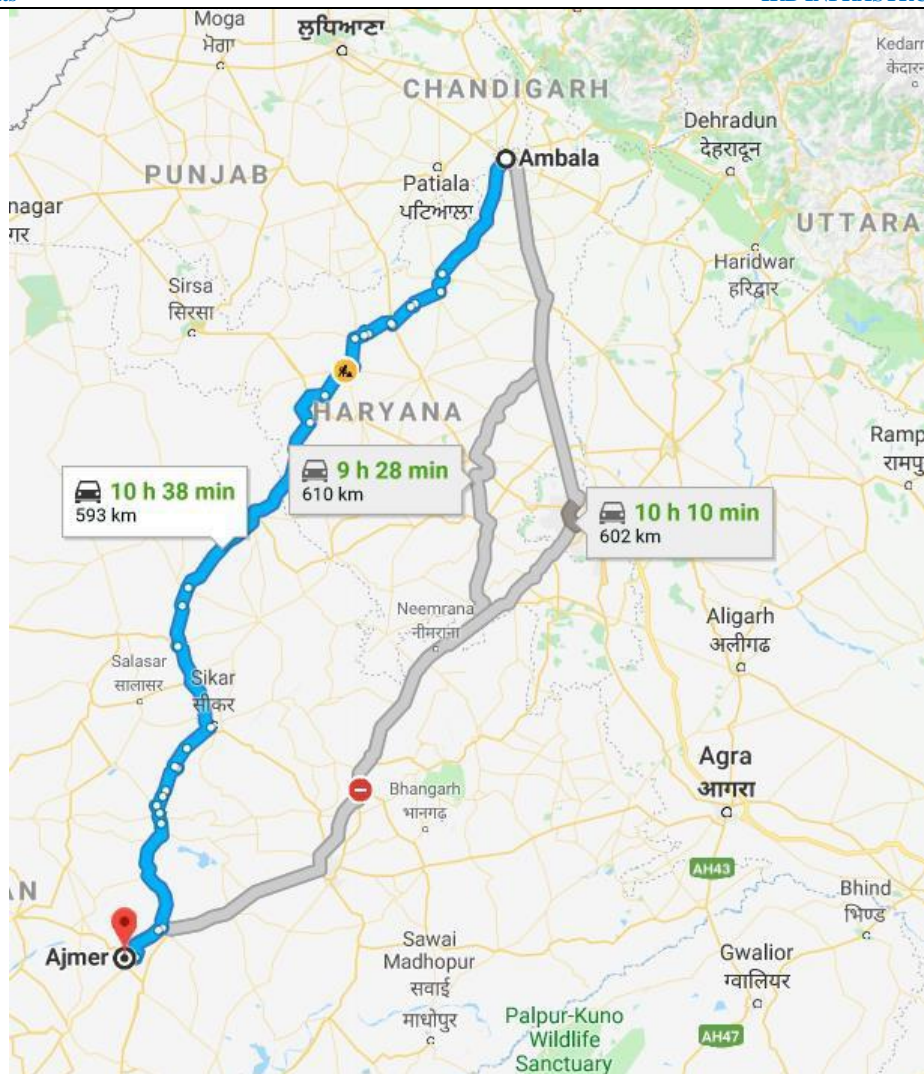 Moga
ਮੋਗਾ
ਲੁਧਿਆਣਾ
CHANDIGARH
Dehradun
देहरादून
Ambala
PUNJAB
Patiala
ਪਟਿਆਲਾ
nagar
UTTARA
Haridwar
हरिद्वार
Sirsa
सिरसा
HARYANA
Ramp
रामपु
10 h 38 min
593 km
9 h 28 min
610 km
10 h 10 min
602 km
Neemrana
नीमराना
Aligarh
अलीगढ
Salasar
सालासर
Sikar
सीकर
Agra
आगरा
Bhangarh
भानगढ़
AH43
AN
Bhind
भिण्ड
Ajmer
Sawai
Madhopur
सवाई
माधोपुर
Gwalior
ग्वालियर
Palpur-Kuno
Wildlife
Sanctuary
AH47